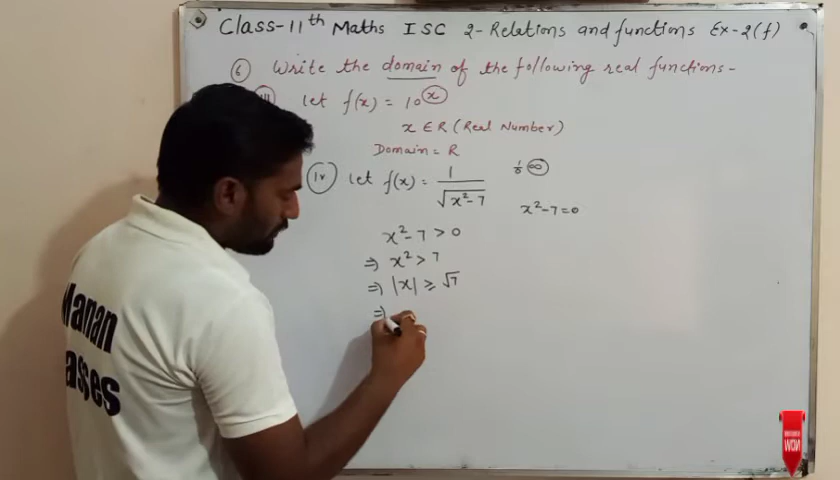 Class-11th Maths ISC 2-Relations and functions Ex-2(f)
6 Write the domain of the following real functions-
let f(x) = 10^x
x ∈ R (Real Number)
Domain = R
(iv) let f(x) = 1/√(x²-7)
1/0 ∞
x²-7=0
x²-7 > 0
⇒ x² > 7
⇒ |x| ≥ √7
⇒
Manan
asses